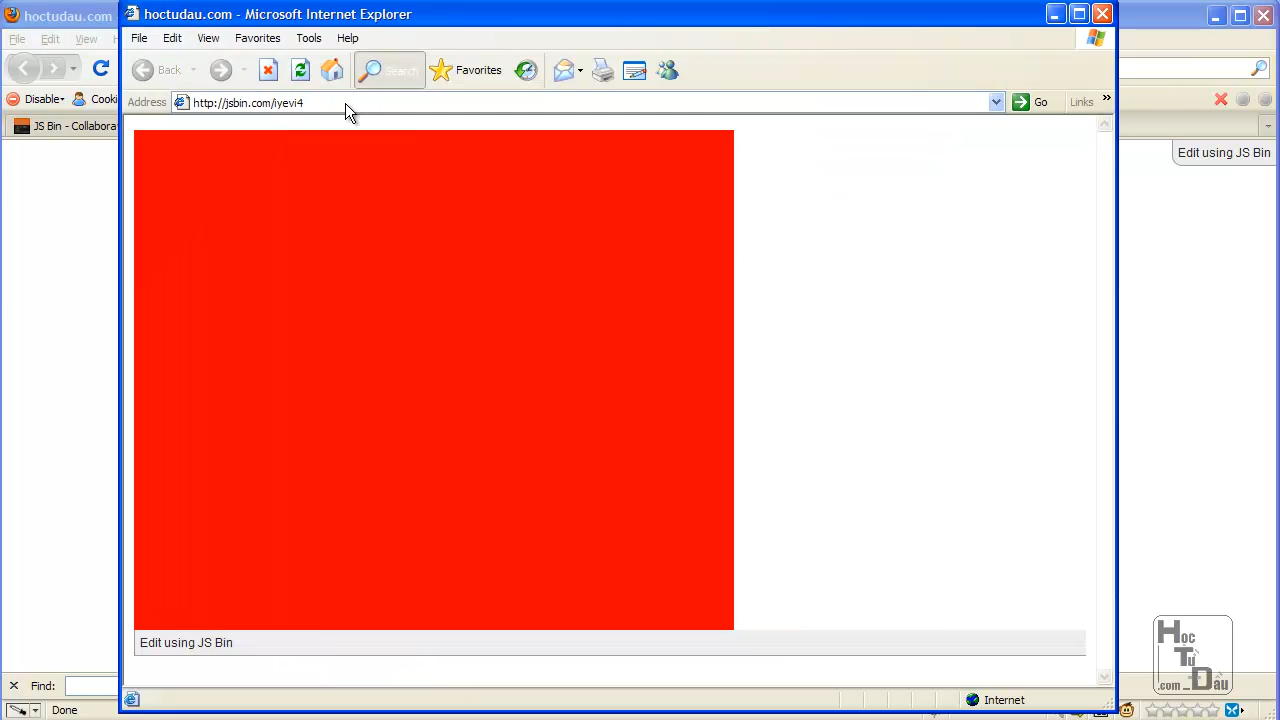 hoctudau.com
hoctudau.com - Microsoft Internet Explorer
File Edit View
File Edit View Favorites Tools Help
Back
Search
Favorites
Disable
Cooki
Address http://jsbin.com/iyevi4
Go
Links
JS Bin - Collabora
Edit using JS Bin
Edit using JS Bin
Học
Từ
Đầu
.com
Find:
Done
Internet